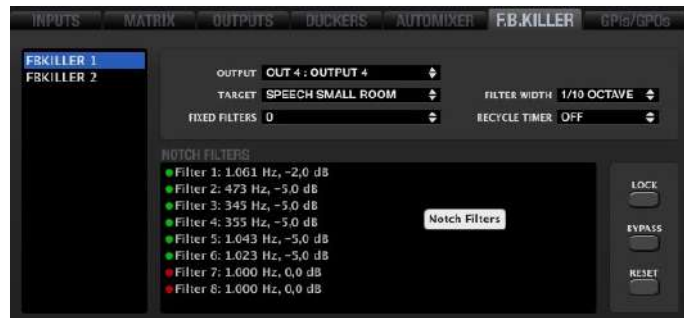 INPUTS MATRIX OUTPUTS DUCKERS AUTOMIXER F.B.KILLER GPIs/GPOs
FBKILLER 1
FBKILLER 2
OUTPUT OUT 4 : OUTPUT 4
TARGET SPEECH SMALL ROOM FILTER WIDTH 1/10 OCTAVE
FIXED FILTERS 0 RECYCLE TIMER OFF
NOTCH FILTERS
Filter 1: 1.061 Hz, -2,0 dB
Filter 2: 473 Hz, -5,0 dB
Filter 3: 345 Hz, -5,0 dB
Filter 4: 355 Hz, -5,0 dB
Filter 5: 1.043 Hz, -5,0 dB
Filter 6: 1.023 Hz, -5,0 dB
Filter 7: 1.000 Hz, 0,0 dB
Filter 8: 1.000 Hz, 0,0 dB
Notch Filters
LOCK
BYPASS
RESET